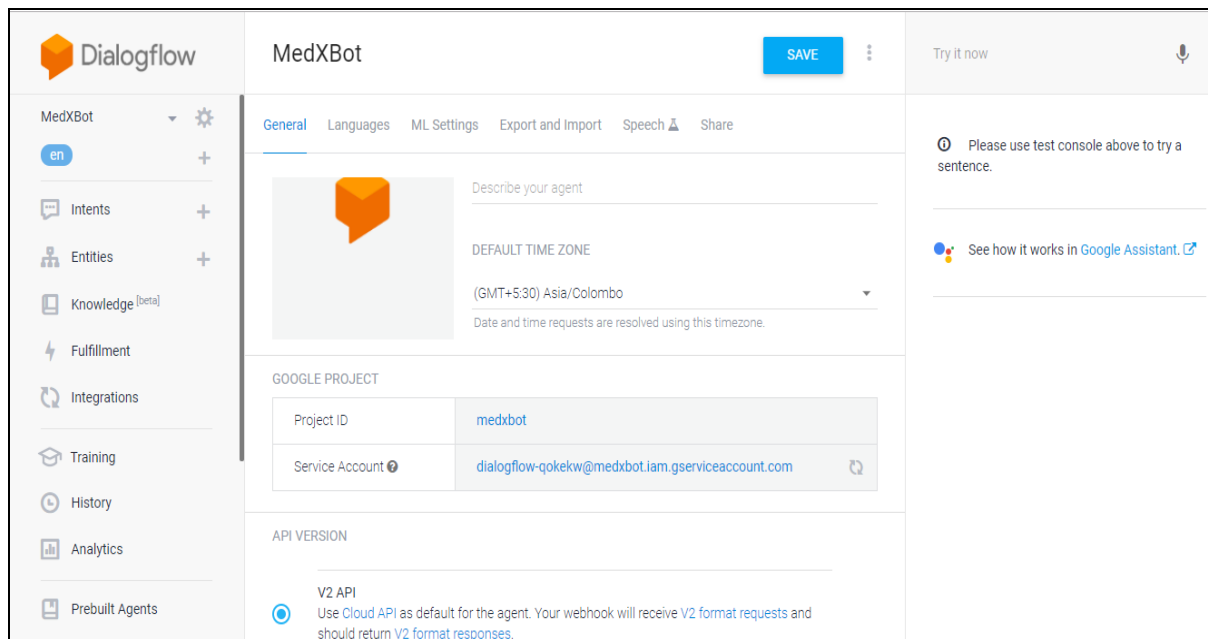 Dialogflow
MedXBot
SAVE
Try it now
MedXBot
en
General Languages ML Settings Export and Import Speech Share
Please use test console above to try a
sentence.
Intents
Entities
Knowledge [beta]
Fulfillment
Integrations
Training
History
Analytics
Prebuilt Agents
Describe your agent
DEFAULT TIME ZONE
(GMT+5:30) Asia/Colombo
Date and time requests are resolved using this timezone.
See how it works in Google Assistant.
GOOGLE PROJECT
Project ID medxbot
Service Account dialogflow-qokekw@medxbot.iam.gserviceaccount.com
API VERSION
V2 API
Use Cloud API as default for the agent. Your webhook will receive V2 format requests and
should return V2 format responses.